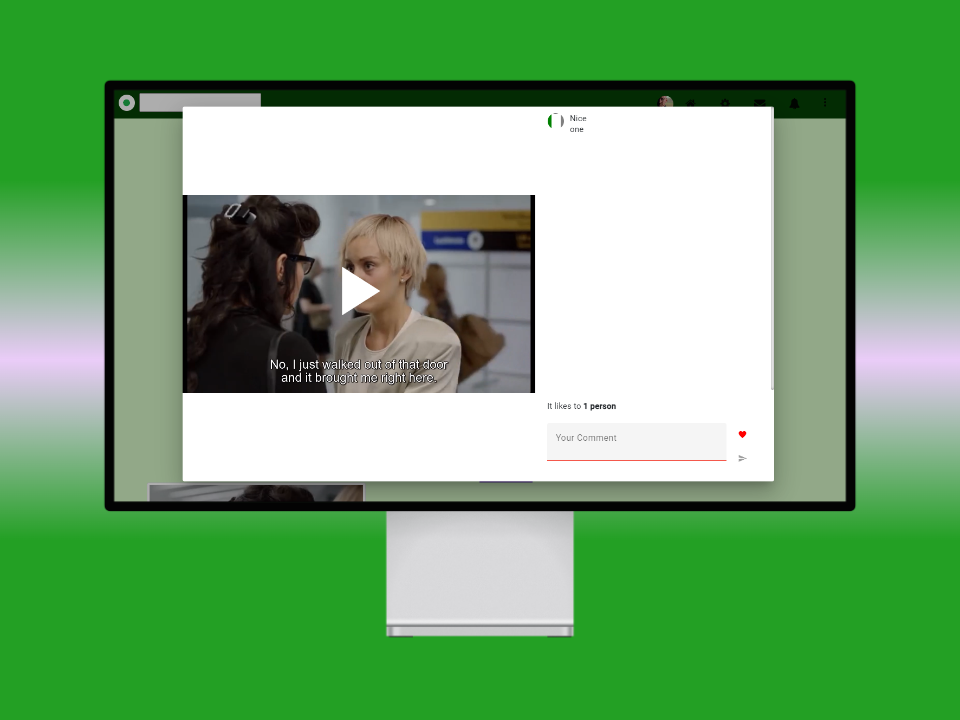 Nice
one
No, I just walked out of that door
and it brought me right here.
It likes to 1 person
Your Comment